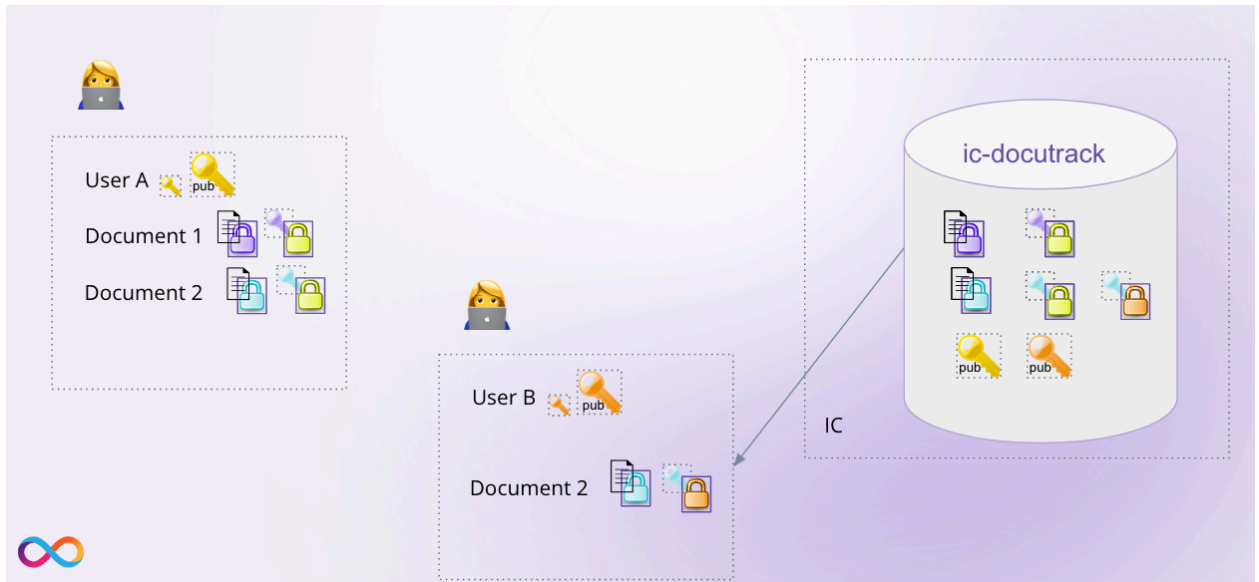 User A
pub
Document 1
Document 2
User B
pub
Document 2
ic-docutrack
pub
pub
IC